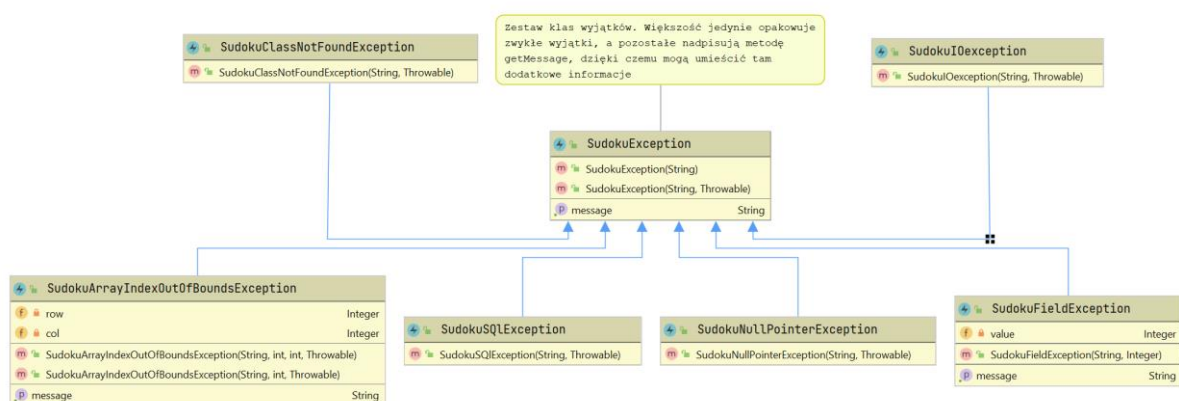 Zestaw klas wyjątków. Większość jedynie opakowuje
zwykłe wyjątki, a pozostałe nadpisują metodę
getMessage, dzięki czemu mogą umieścić tam
dodatkowe informacje
SudokuClassNotFoundException
m SudokuClassNotFoundException(String, Throwable)
SudokuIOexception
m SudokuIOexception(String, Throwable)
SudokuException
m SudokuException(String)
m SudokuException(String, Throwable)
p message String
SudokuArrayIndexOutOfBoundsException
f row Integer
f col Integer
m SudokuArrayIndexOutOfBoundsException(String, int, int, Throwable)
m SudokuArrayIndexOutOfBoundsException(String, int, Throwable)
p message String
SudokuSQlException
m SudokuSQlException(String, Throwable)
SudokuNullPointerException
m SudokuNullPointerException(String, Throwable)
SudokuFieldException
f value Integer
m SudokuFieldException(String, Integer)
p message String